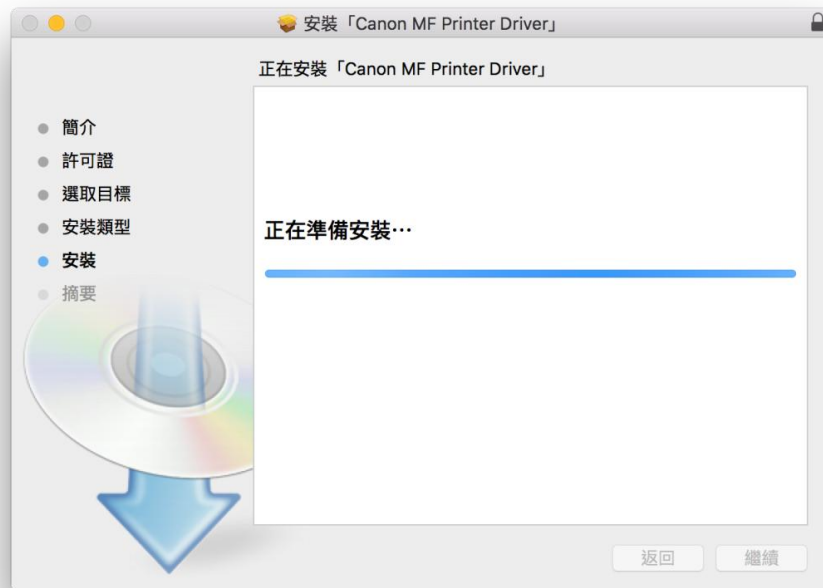 安裝「Canon MF Printer Driver」
正在安裝「Canon MF Printer Driver」
簡介
許可證
選取目標
安裝類型
安裝
摘要
正在準備安裝⋯
返回
繼續